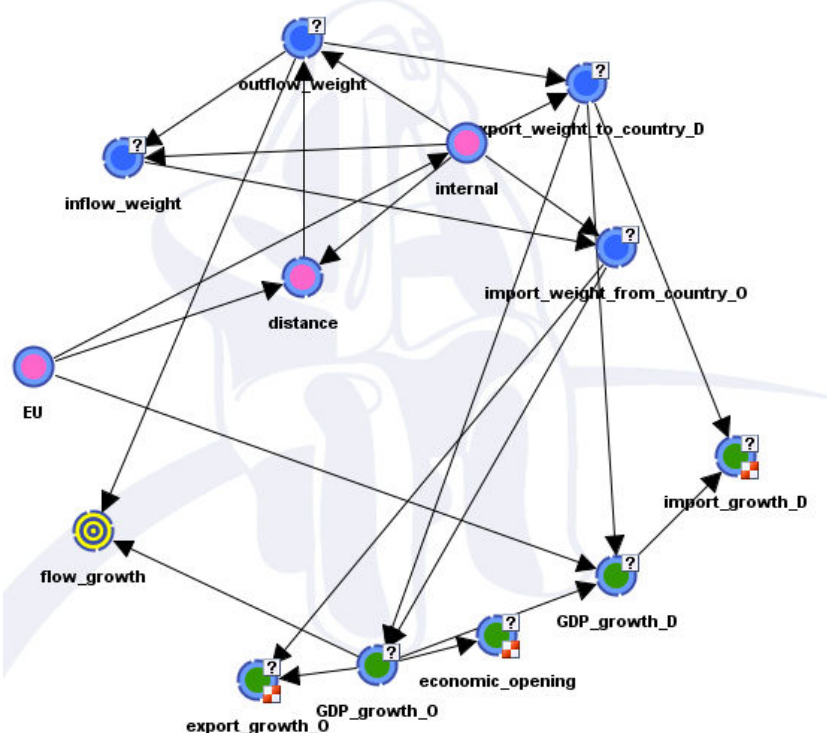 ?
outflow_weight
?
export_weight_to_country_D
?
inflow_weight
internal
?
import_weight_from_country_O
distance
EU
?
import_growth_D
flow_growth
?
GDP_growth_D
?
economic_opening
?
GDP_growth_O
?
export_growth_O